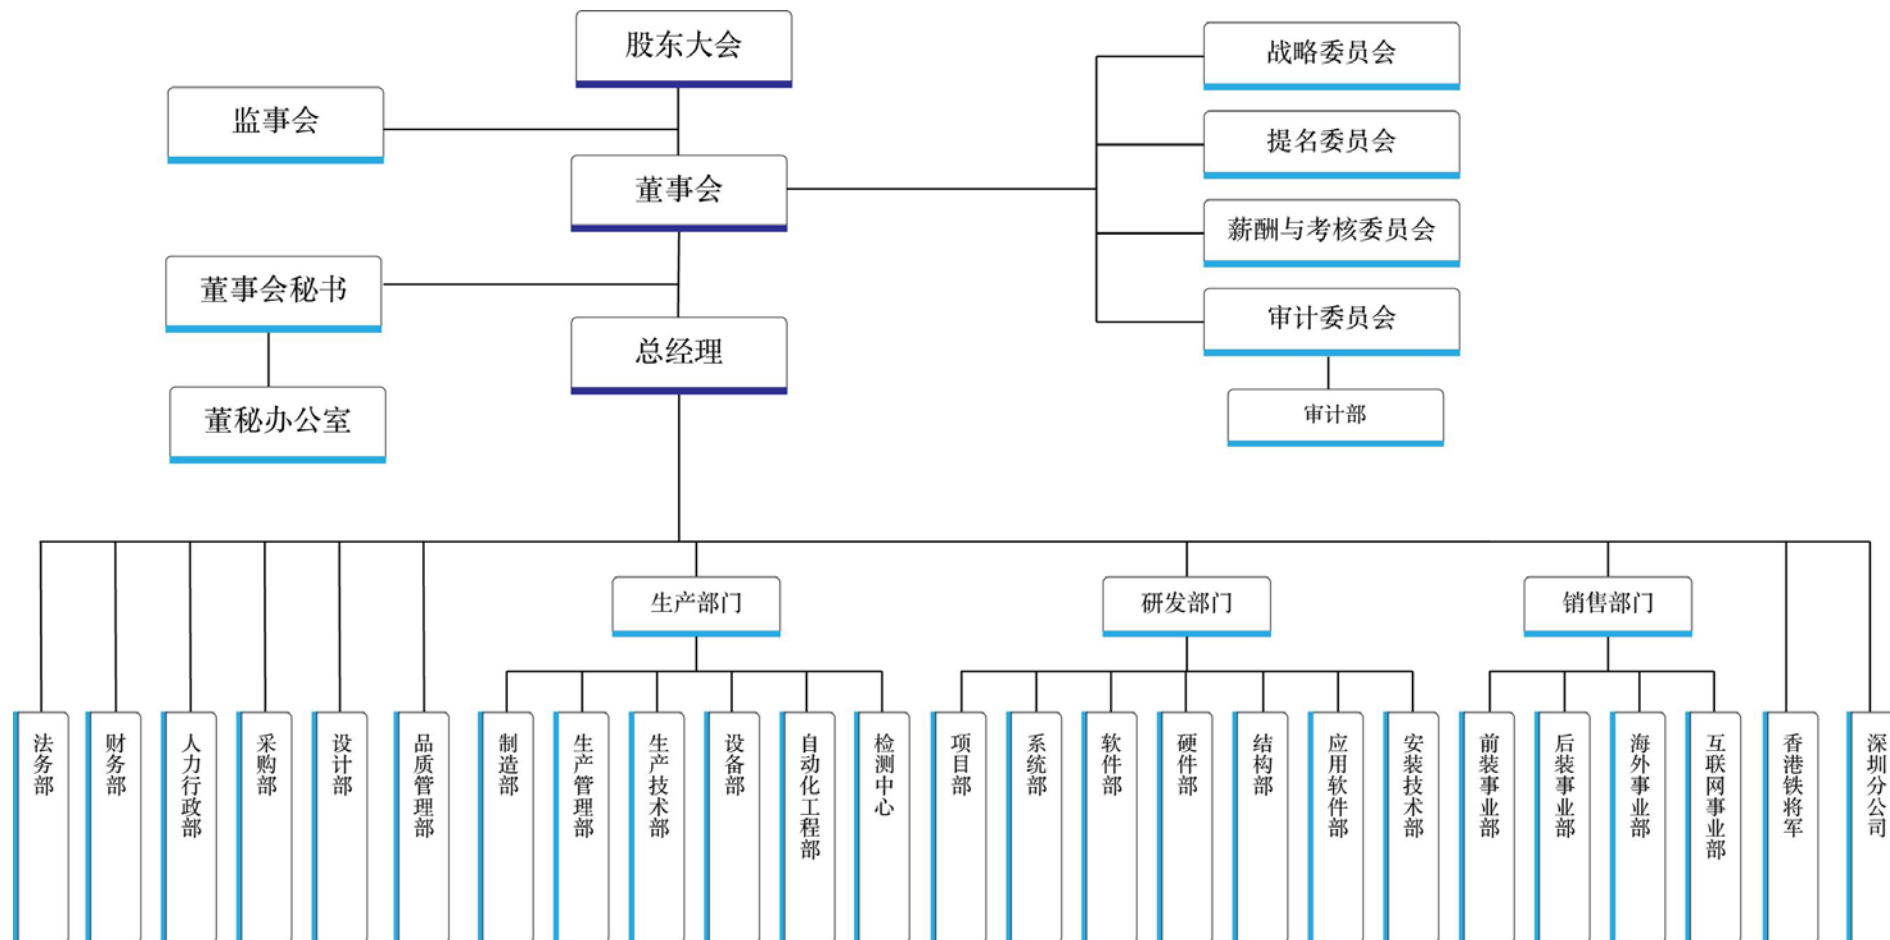 股东大会
战略委员会
监事会
提名委员会
董事会
薪酬与考核委员会
董事会秘书
审计委员会
总经理
董秘办公室
审计部
生产部门
研发部门
销售部门
法务部
财务部
人力行政部
采购部
设计部
品质管理部
制造部
生产管理部
生产技术部
设备部
自动化工程部
检测中心
项目部
系统部
软件部
硬件部
结构部
应用软件部
安装技术部
前装事业部
后装事业部
海外事业部
互联网事业部
香港铁将军
深圳分公司